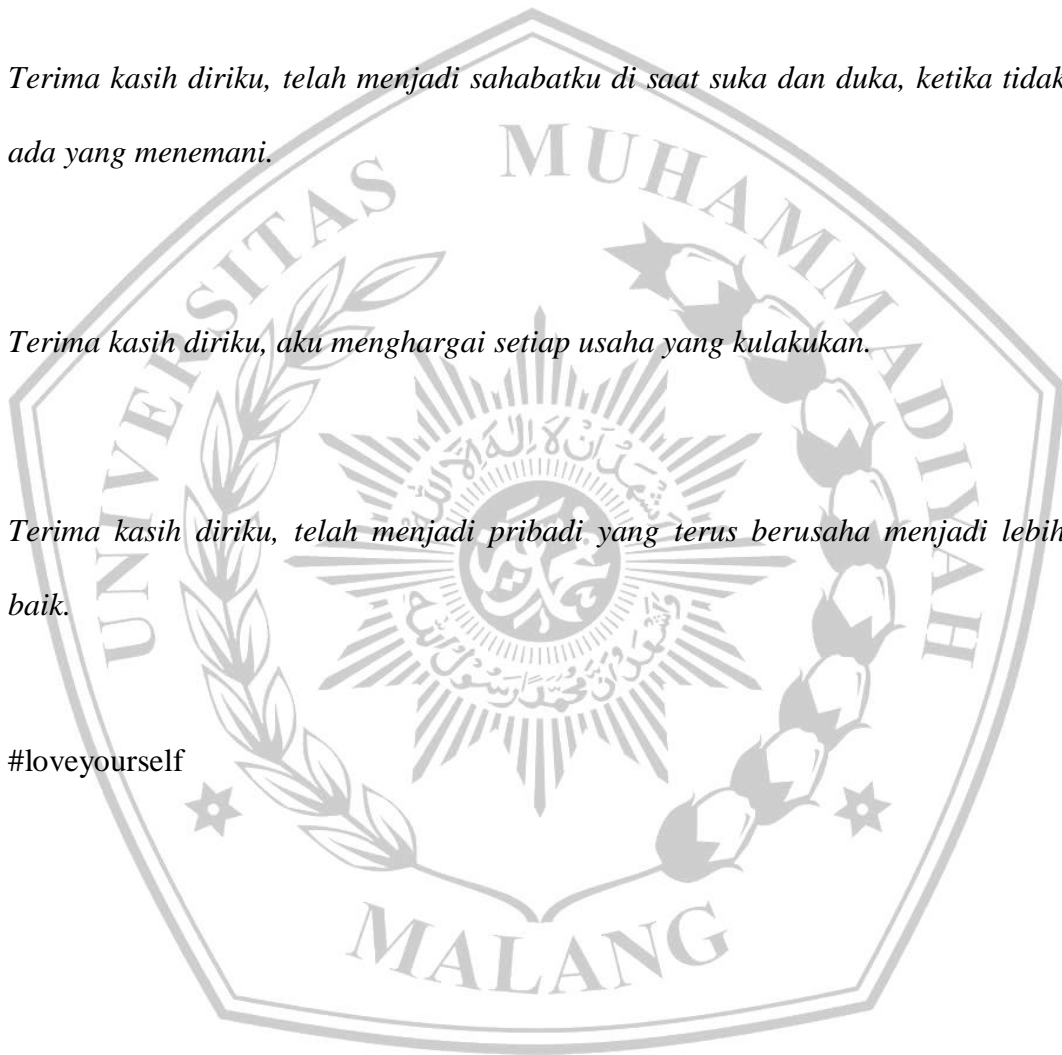 Terima kasih diriku, telah menjadi sahabatku di saat suka dan duka, ketika tidak
ada yang menemani.
Terima kasih diriku, aku menghargai setiap usaha yang kulakukan.
Terima kasih diriku, telah menjadi pribadi yang terus berusaha menjadi lebih
baik.
#loveyourself
UNIVERSITAS MUHAMMADIYAH
MALANG